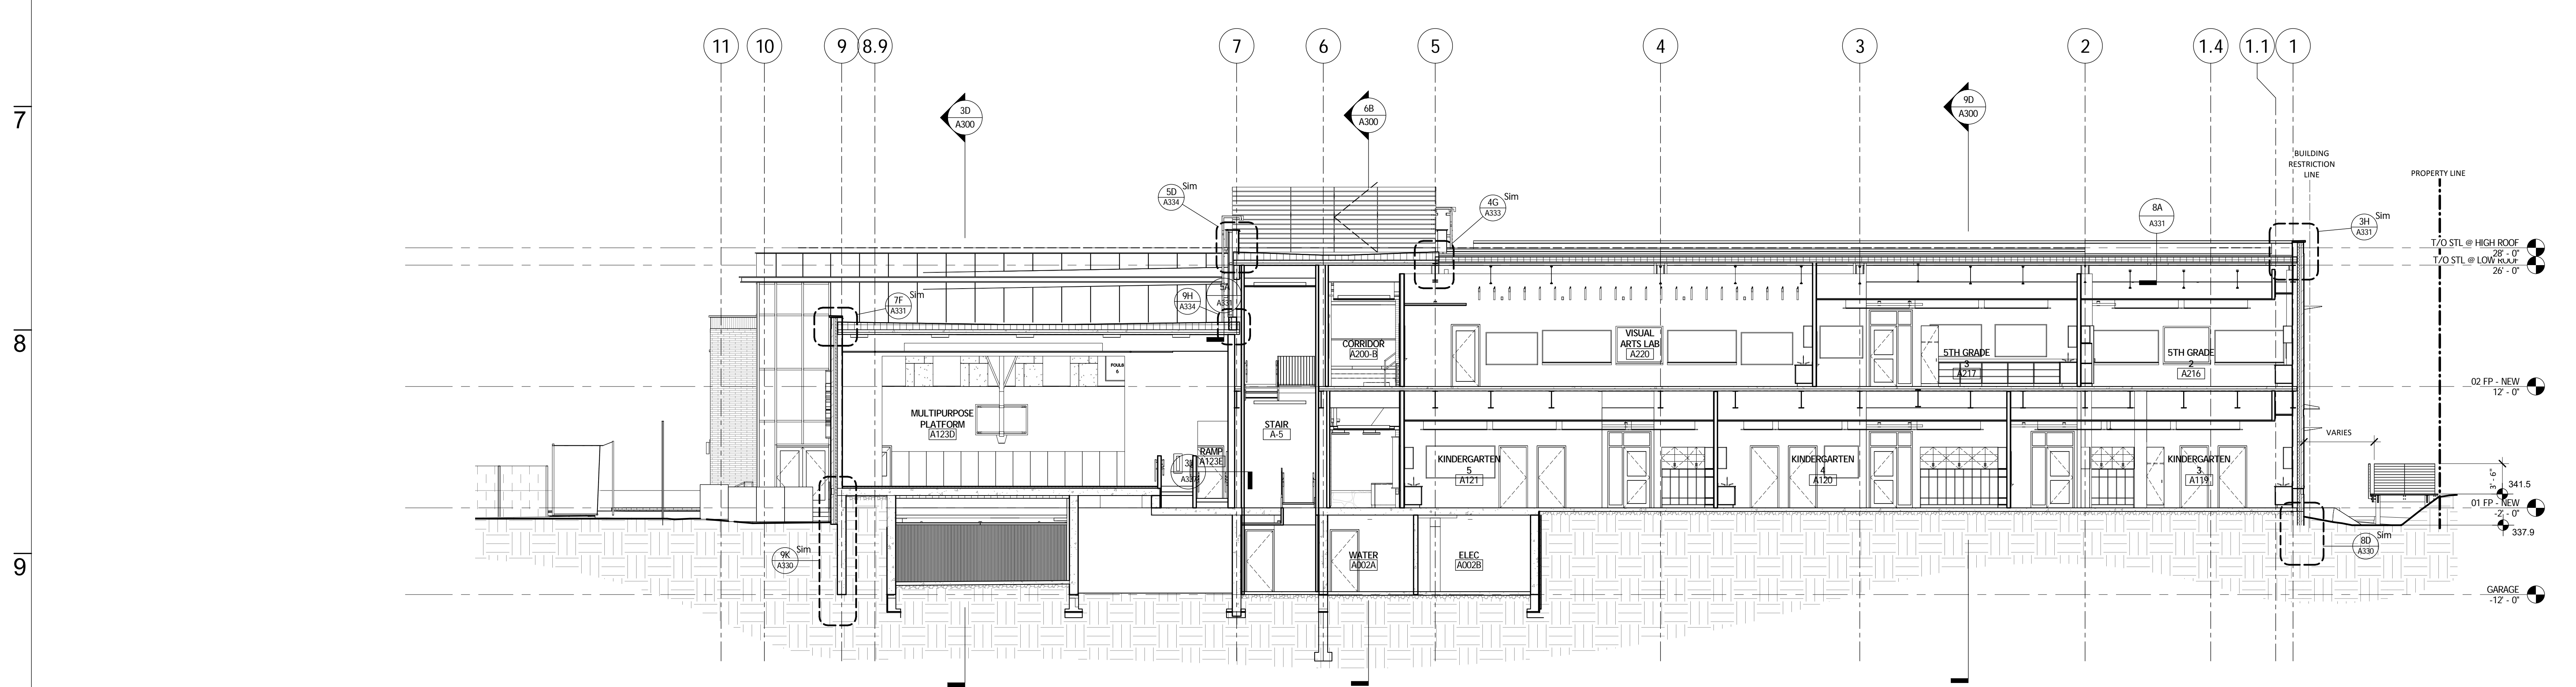 11
10
9
8.9
7
6
5
4
3
2
1.4
1.1
1
7
3D
A300
6B
A300
9D
A300
BUILDING
RESTRICTION
LINE
PROPERTY LINE
5D
A334
Sim
4G
A333
Sim
8A
A331
3H
A331
Sim
T/O STL @ HIGH ROOF
28' - 0"
T/O STL @ LOW ROOF
26' - 0"
7F
A331
Sim
9H
A334
8
VISUAL
ARTS LAB
A220
CORRIDOR
A200-B
5TH GRADE
3
A217
5TH GRADE
2
A216
02 FP - NEW
12' - 0"
MULTIPURPOSE
PLATFORM
A123D
STAIR
A-5
RAMP
A123E
VARIES
KINDERGARTEN
5
A121
KINDERGARTEN
4
A120
KINDERGARTEN
3
A119
3' - 6"
341.5
01 FP - NEW
-2' - 0"
337.9
9K
A330
Sim
8D
A330
Sim
9
WATER
A002A
ELEC
A002B
GARAGE
-12' - 0"